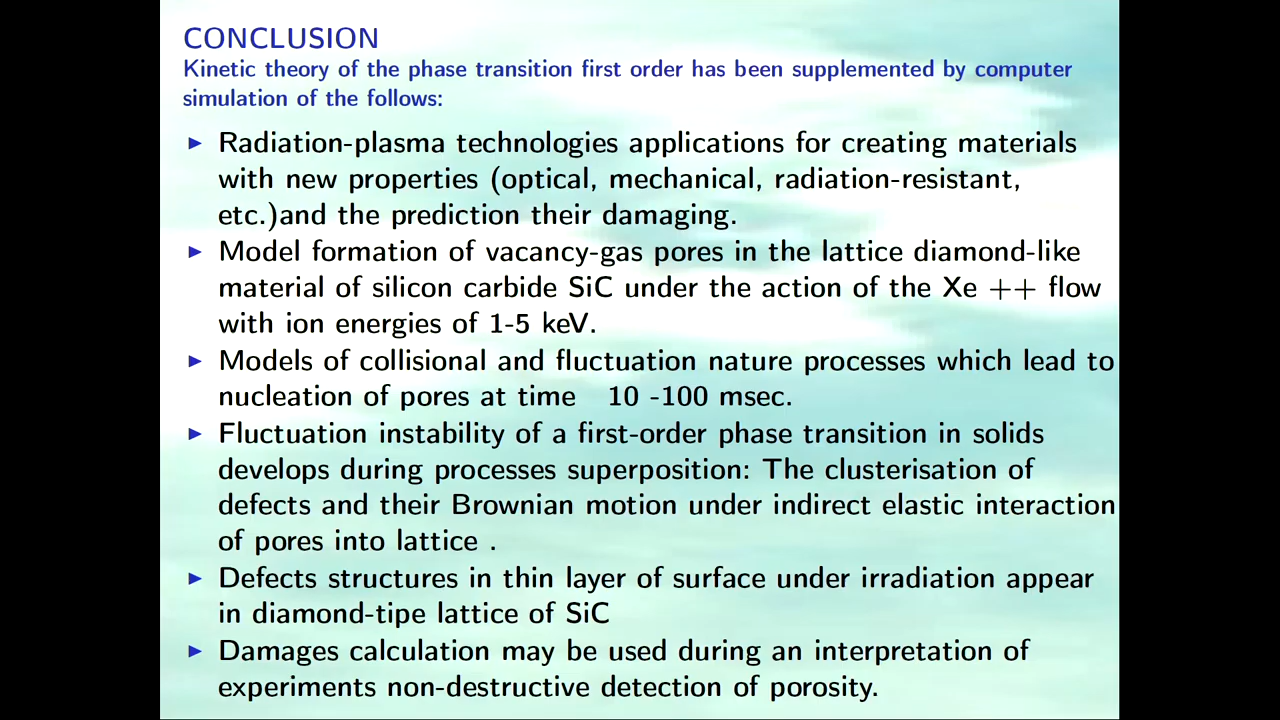 CONCLUSION
Kinetic theory of the phase transition first order has been supplemented by computer
simulation of the follows:
Radiation-plasma technologies applications for creating materials
with new properties (optical, mechanical, radiation-resistant,
etc.)and the prediction their damaging.
Model formation of vacancy-gas pores in the lattice diamond-like
material of silicon carbide SiC under the action of the Xe ++ flow
with ion energies of 1-5 keV.
Models of collisional and fluctuation nature processes which lead to
nucleation of pores at time 10 -100 msec.
Fluctuation instability of a first-order phase transition in solids
develops during processes superposition: The clusterisation of
defects and their Brownian motion under indirect elastic interaction
of pores into lattice .
Defects structures in thin layer of surface under irradiation appear
in diamond-tipe lattice of SiC
Damages calculation may be used during an interpretation of
experiments non-destructive detection of porosity.